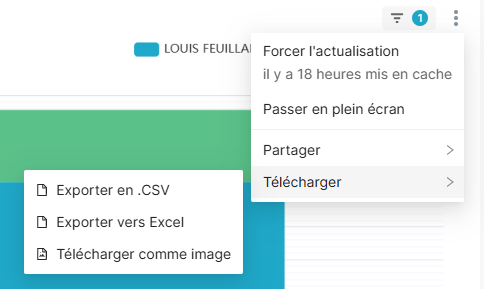 1
LOUIS
Forcer l'actualisation
il y a 18 heures mis en cache
Passer en plein écran
Partager
Télécharger
Exporter en .CSV
Exporter vers Excel
Télécharger comme image